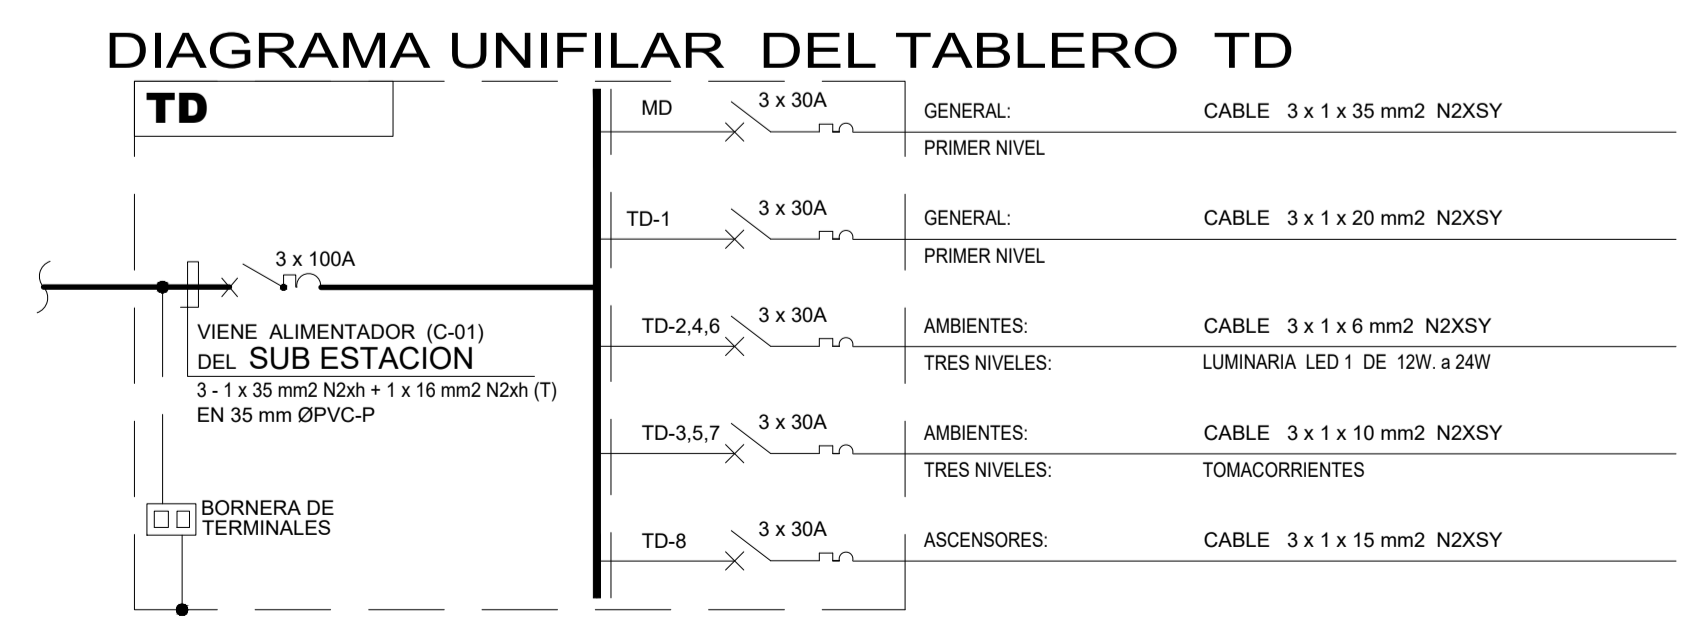 DIAGRAMA UNIFILAR DEL TABLERO TD
TD
3 x 100A
VIENE ALIMENTADOR (C-01)
DEL SUB ESTACION
3 - 1 x 35 mm2 N2xh + 1 x 16 mm2 N2xh (T)
EN 35 mm ØPVC-P
BORNERA DE
TERMINALES
MD 3 x 30A GENERAL: CABLE 3 x 1 x 35 mm2 N2XSY
PRIMER NIVEL
TD-1 3 x 30A GENERAL: CABLE 3 x 1 x 20 mm2 N2XSY
PRIMER NIVEL
TD-2,4,6 3 x 30A AMBIENTES: CABLE 3 x 1 x 6 mm2 N2XSY
TRES NIVELES: LUMINARIA LED 1 DE 12W. a 24W
TD-3,5,7 3 x 30A AMBIENTES: CABLE 3 x 1 x 10 mm2 N2XSY
TRES NIVELES: TOMACORRIENTES
TD-8 3 x 30A ASCENSORES: CABLE 3 x 1 x 15 mm2 N2XSY